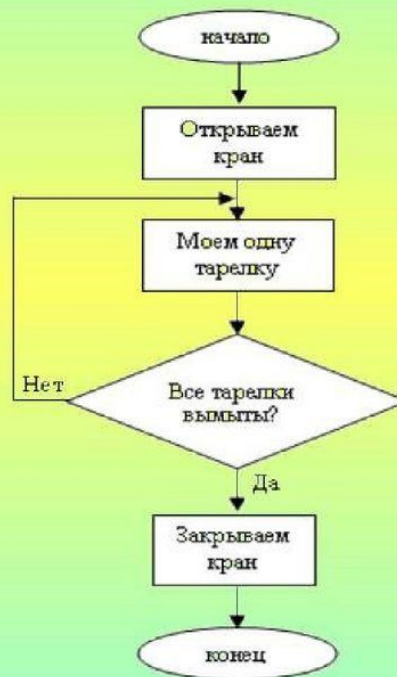 начало
Открываем
кран
Моем одну
тарелку
Нет
Все тарелки
вымыты?
Да
Закрываем
кран
конец